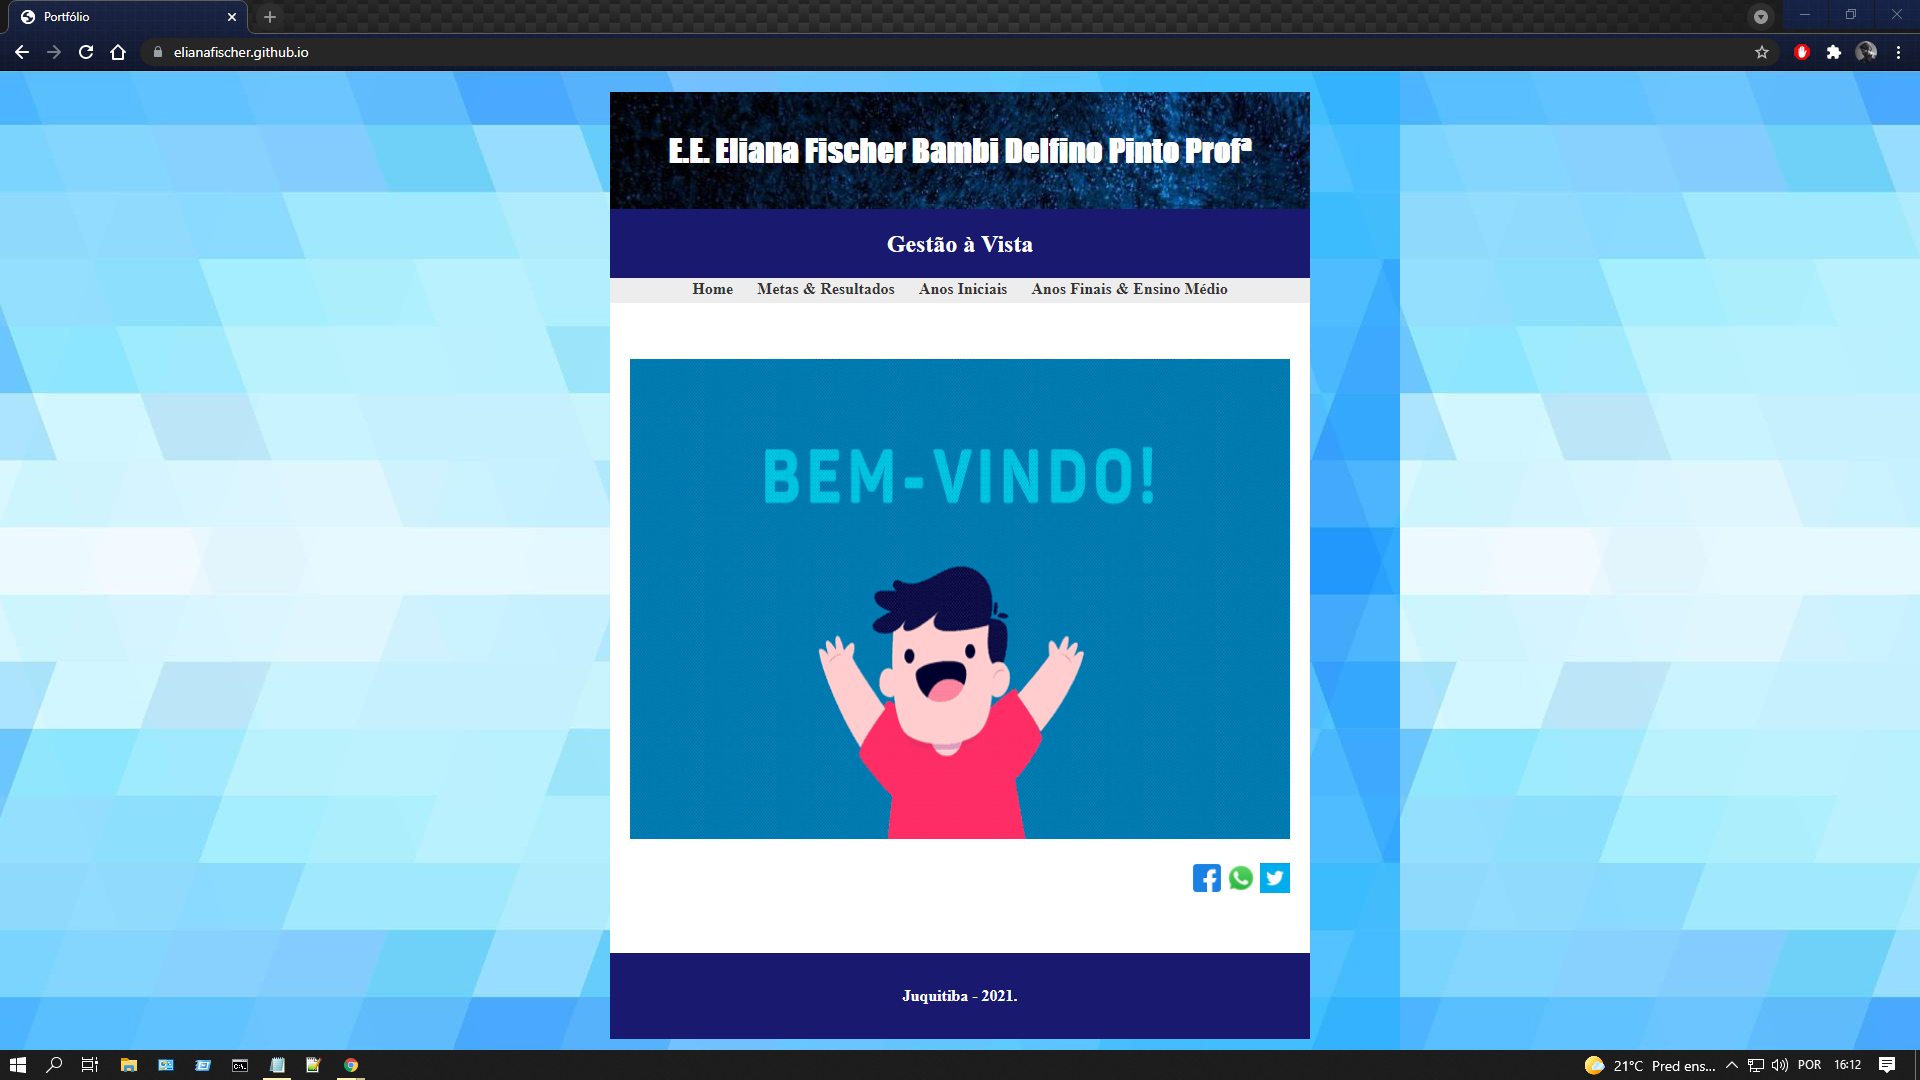 Portfólio
elianafischer.github.io
E.E. Eliana Fischer Bambi Delfino Pinto Profª
Gestão à Vista
Home Metas & Resultados Anos Iniciais Anos Finais & Ensino Médio
BEM-VINDO!
Juquitiba - 2021.
21°C Pred ens... POR 16:12